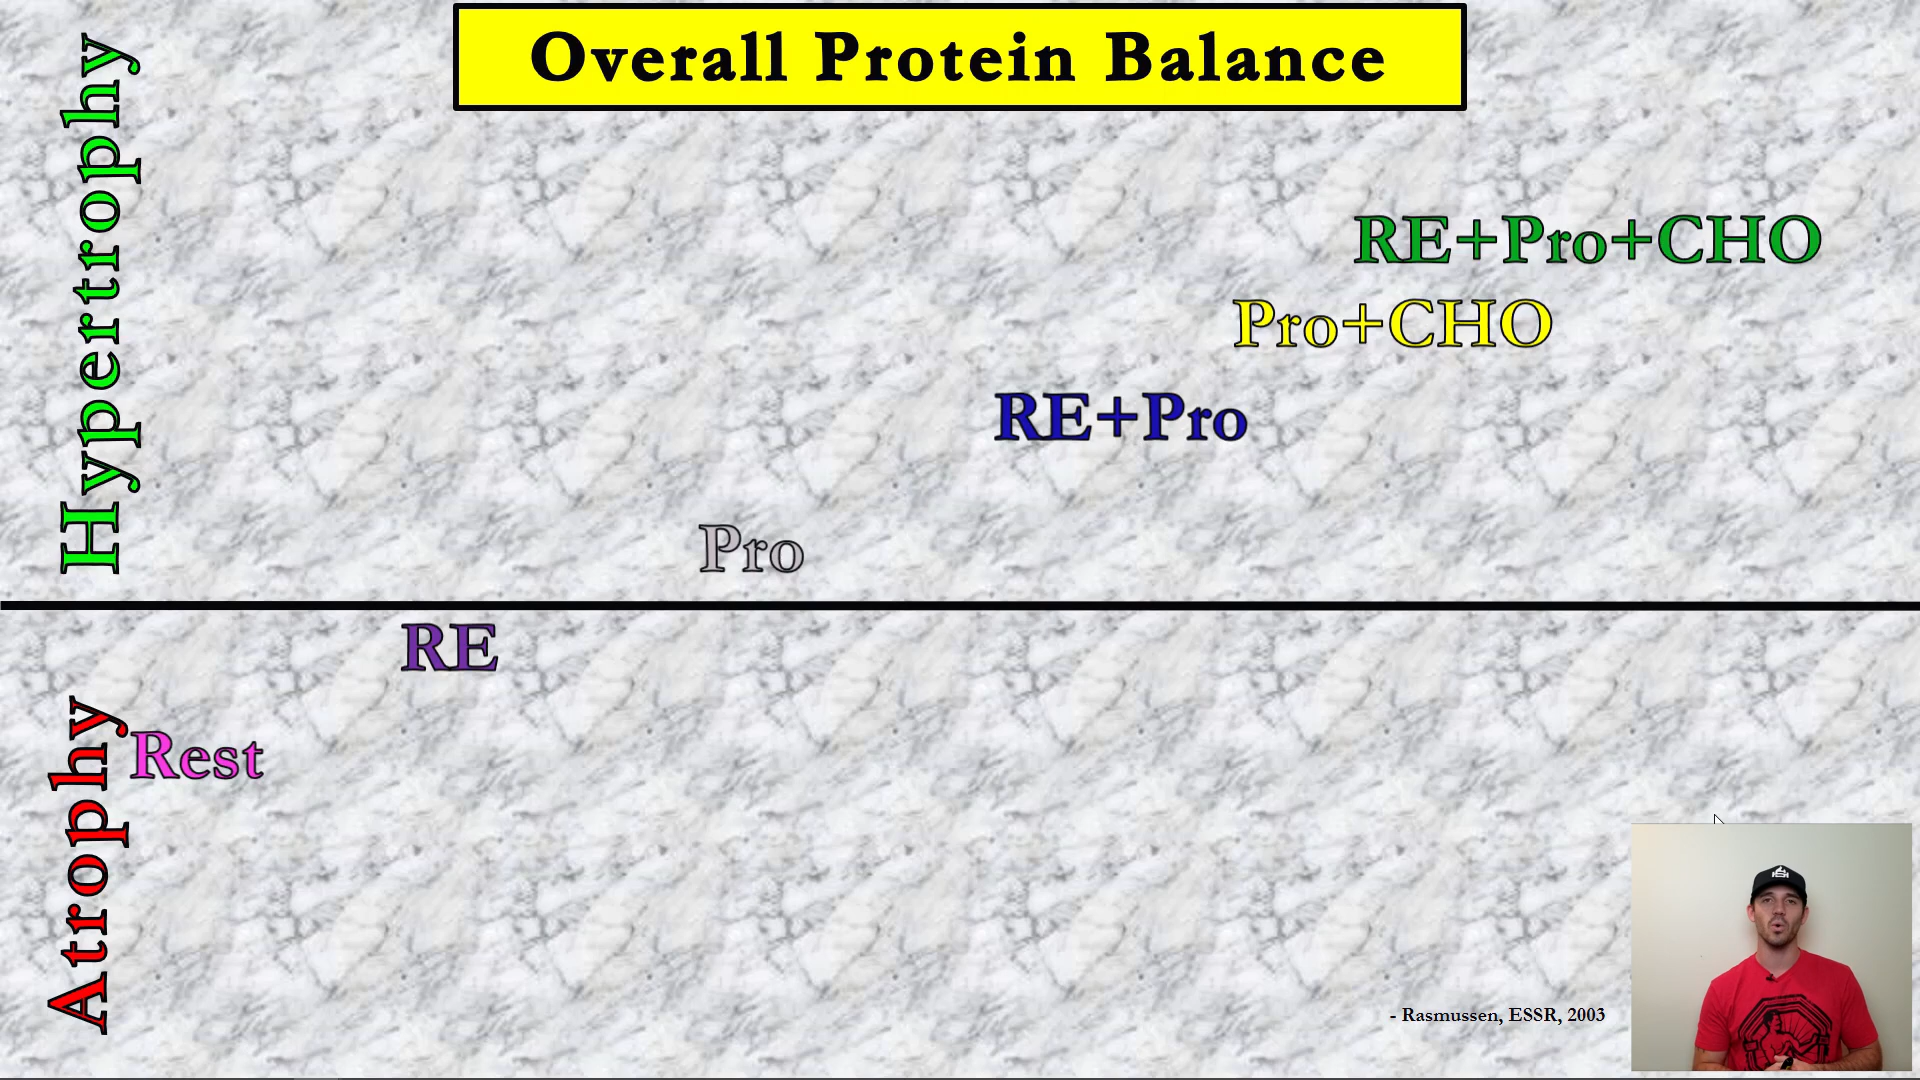 Overall Protein Balance
Hypertrophy
RE+Pro+CHO
Pro+CHO
RE+Pro
Pro
RE
Atrophy
Rest
- Rasmussen, ESSR, 2003